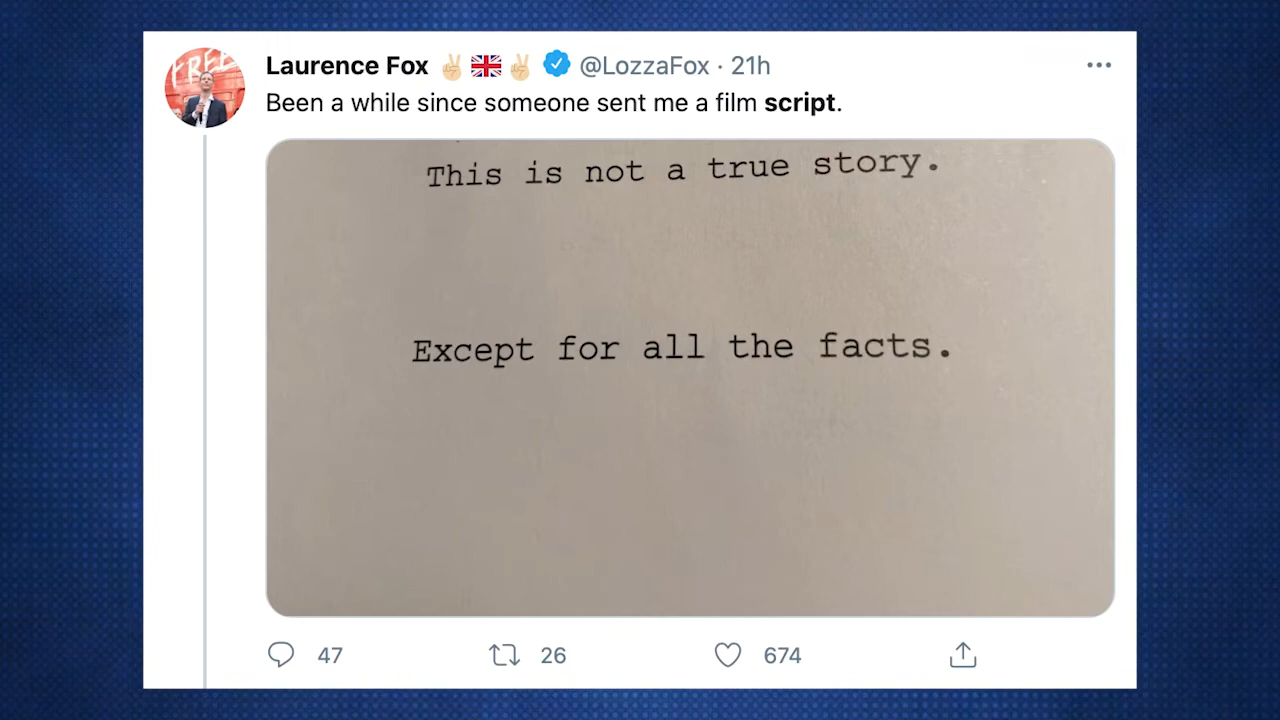 FREE
Laurence Fox ✌🏻🇬🇧✌🏻 @LozzaFox · 21h
Been a while since someone sent me a film script.
This is not a true story.
Except for all the facts.
47 26 674